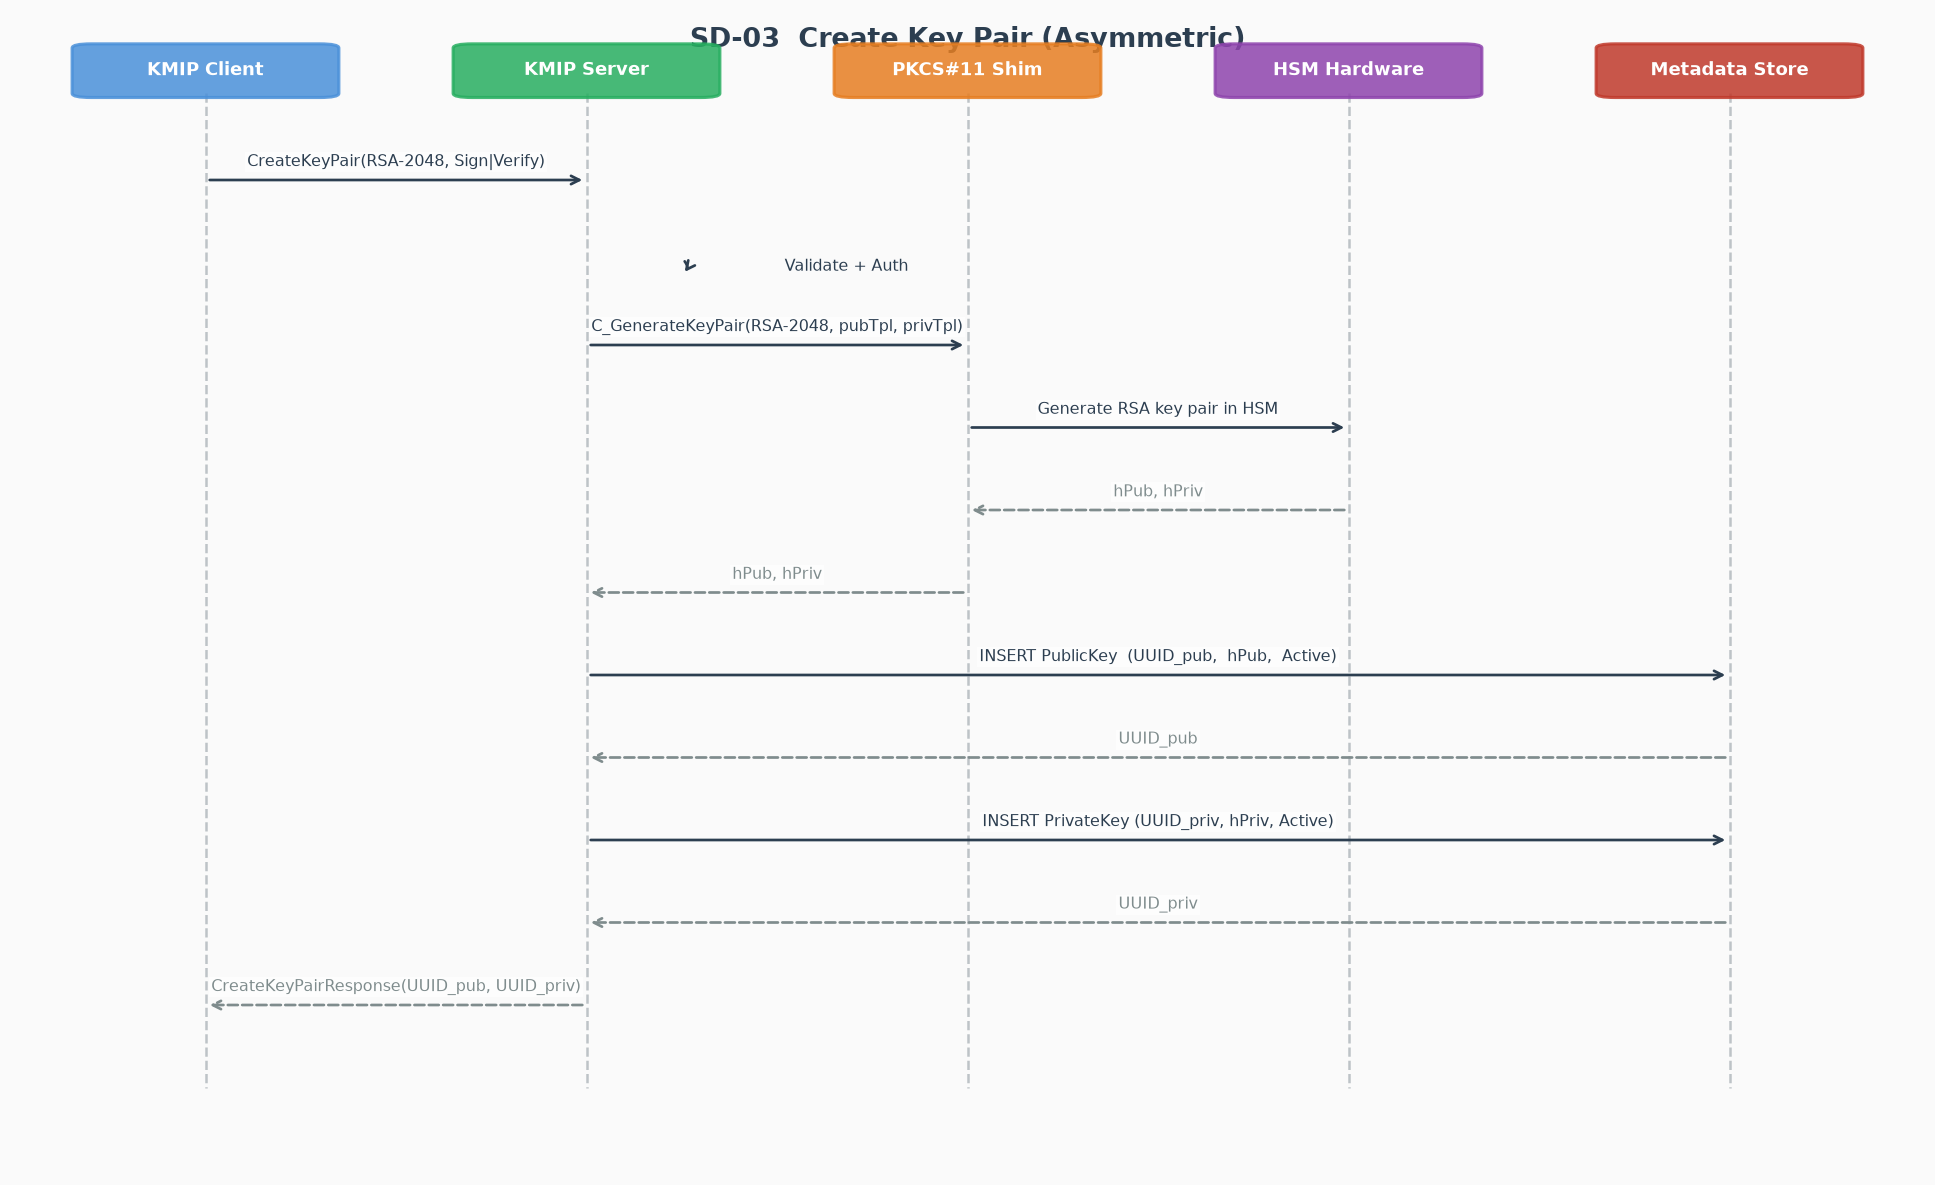 SD-03  Create Key Pair (Asymmetric)
KMIP Client
KMIP Server
PKCS#11 Shim
HSM Hardware
Metadata Store
CreateKeyPair(RSA-2048, Sign|Verify)
Validate + Auth
C_GenerateKeyPair(RSA-2048, pubTpl, privTpl)
Generate RSA key pair in HSM
hPub, hPriv
hPub, hPriv
INSERT PublicKey  (UUID_pub,  hPub,  Active)
UUID_pub
INSERT PrivateKey (UUID_priv, hPriv, Active)
UUID_priv
CreateKeyPairResponse(UUID_pub, UUID_priv)